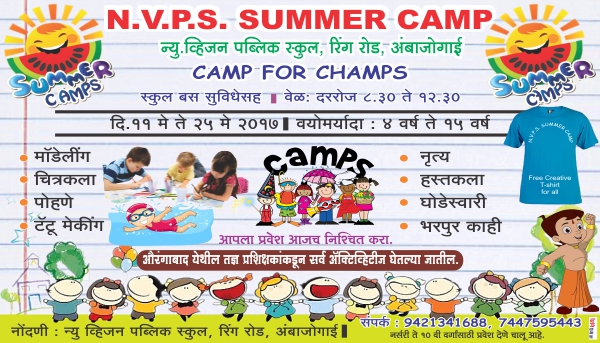 N.V.P.S. SUMMER CAMP
न्यु.व्हिजन पब्लिक स्कुल, रिंग रोड, अंबाजोगाई
CAMP FOR CHAMPS
SUMMER CAMPS
SUMMER CAMPS
स्कुल बस सुविधेसह ▮ वेळ: दररोज ८.३० ते १२.३०
दि.११ मे ते २५ मे २०१७ ▮ वयोमर्यादा : ४ वर्ष ते १५ वर्ष
• मॉडेलींग
• चित्रकला
• पोहणे
• टॅटू मेकींग
camps
• नृत्य
• हस्तकला
• घोडेस्वारी
• भरपुर काही
N.V.P.S. SUMMER CAMP
Free Creative
T-shirt
for all
आपला प्रवेश आजच निश्चित करा.
औरंगाबाद येथील तज्ञ प्रशिक्षकांकडून सर्व ॲक्टिव्हिटीज घेतल्या जातील.
नोंदणी : न्यु व्हिजन पब्लिक स्कुल, रिंग रोड, अंबाजोगाई ▮
संपर्क : 9421341688, 7447595443
नर्सरी ते १० वी वर्गासाठी प्रवेश देणे चालू आहे.